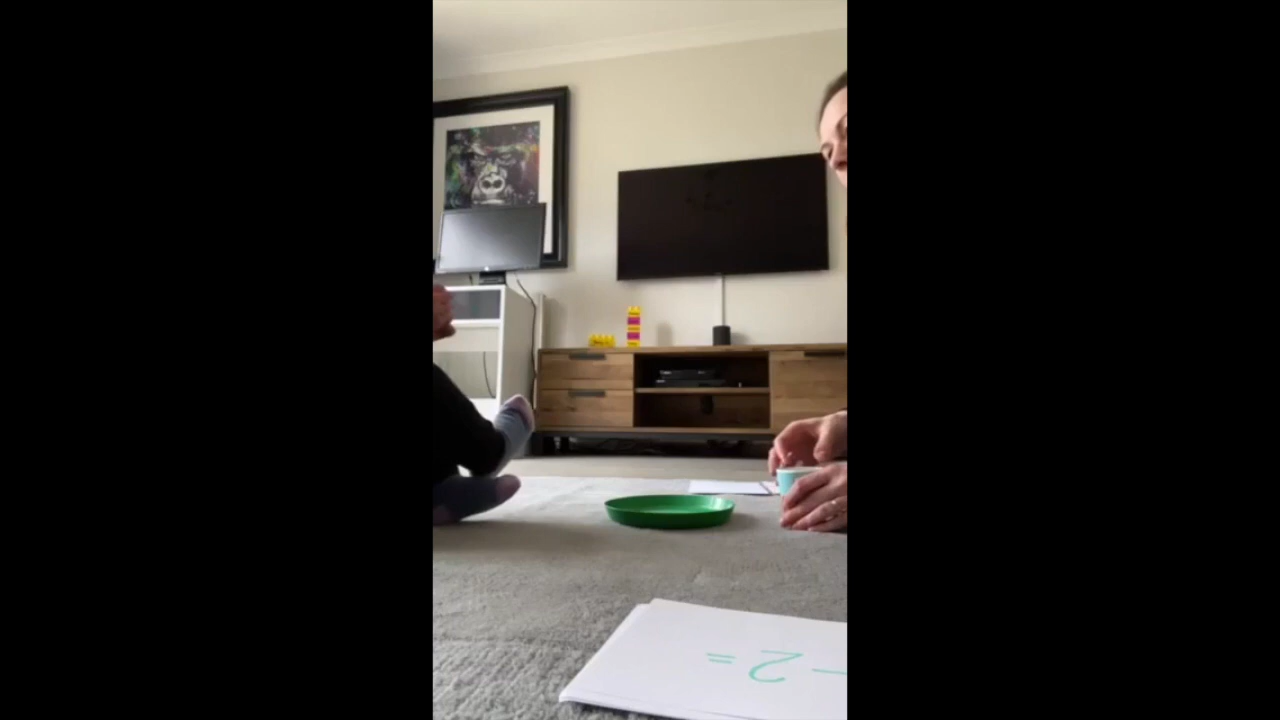 - 2 =